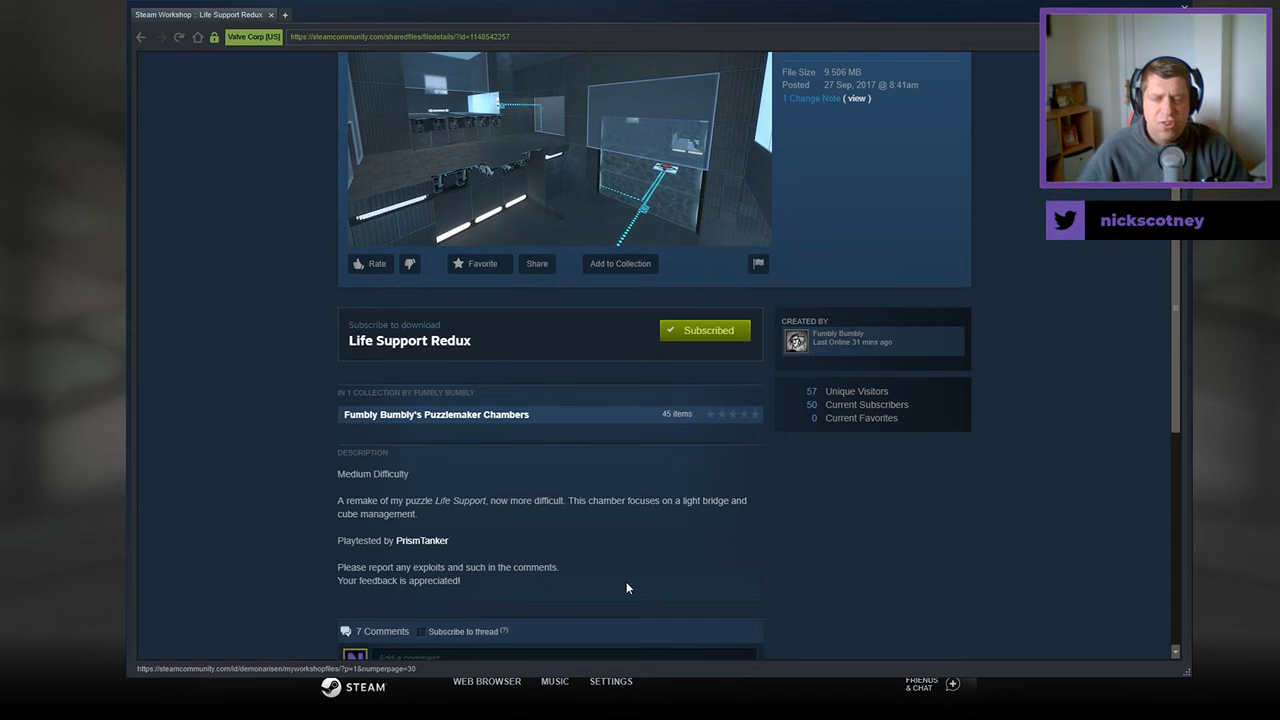 Steam Workshop :: Life Support Redux
Valve Corp [US]
https://steamcommunity.com/sharedfiles/filedetails/?id=1148542257
File Size 9.506 MB
Posted 27 Sep, 2017 @ 8:41am
1 Change Note ( view )
nickscotney
Rate
Favorite
Share
Add to Collection
Subscribe to download
Life Support Redux
Subscribed
CREATED BY
Fumbly Bumbly
Last Online 31 mins ago
IN 1 COLLECTION BY FUMBLY BUMBLY
Fumbly Bumbly's Puzzlemaker Chambers 45 items
57 Unique Visitors
50 Current Subscribers
0 Current Favorites
DESCRIPTION
Medium Difficulty
A remake of my puzzle Life Support, now more difficult. This chamber focuses on a light bridge and
cube management.
Playtested by PrismTanker
Please report any exploits and such in the comments.
Your feedback is appreciated!
7 Comments Subscribe to thread (?)
Add a comment
https://steamcommunity.com/id/demonarisen/myworkshopfiles/?p=1&numperpage=30
STEAM
WEB BROWSER
MUSIC
SETTINGS
FRIENDS
& CHAT